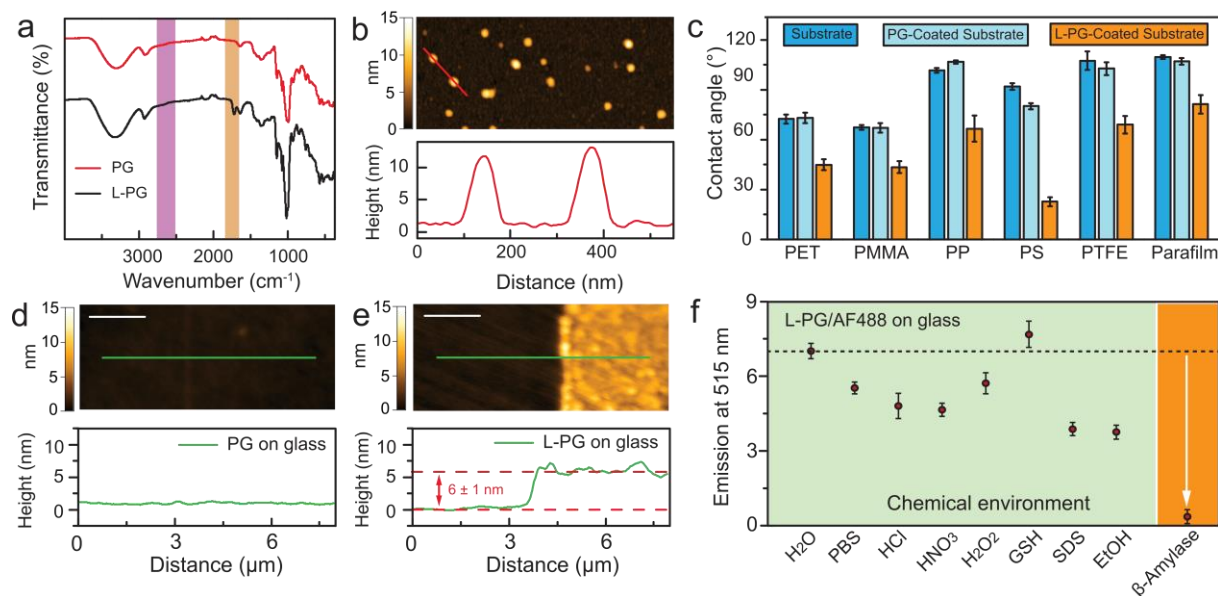 a
Transmittance (%)
PG
L-PG
3000 2000 1000
Wavenumber (cm⁻¹)
b
15
10
5
0
nm
Height (nm)
10
5
0
0 200 400
Distance (nm)
c
Substrate
PG-Coated Substrate
L-PG-Coated Substrate
Contact angle (°)
120
90
60
30
0
PET PMMA PP PS PTFE Parafilm
d
15
10
5
0
nm
Height (nm)
10
5
0
PG on glass
0 3 6
Distance (μm)
e
15
10
5
0
nm
Height (nm)
10
5
0
L-PG on glass
6 ± 1 nm
0 3 6
Distance (μm)
f
Emission at 515 nm
9
6
3
0
L-PG/AF488 on glass
Chemical environment
H₂O PBS HCl HNO₃ H₂O₂ GSH SDS EtOH β-Amylase